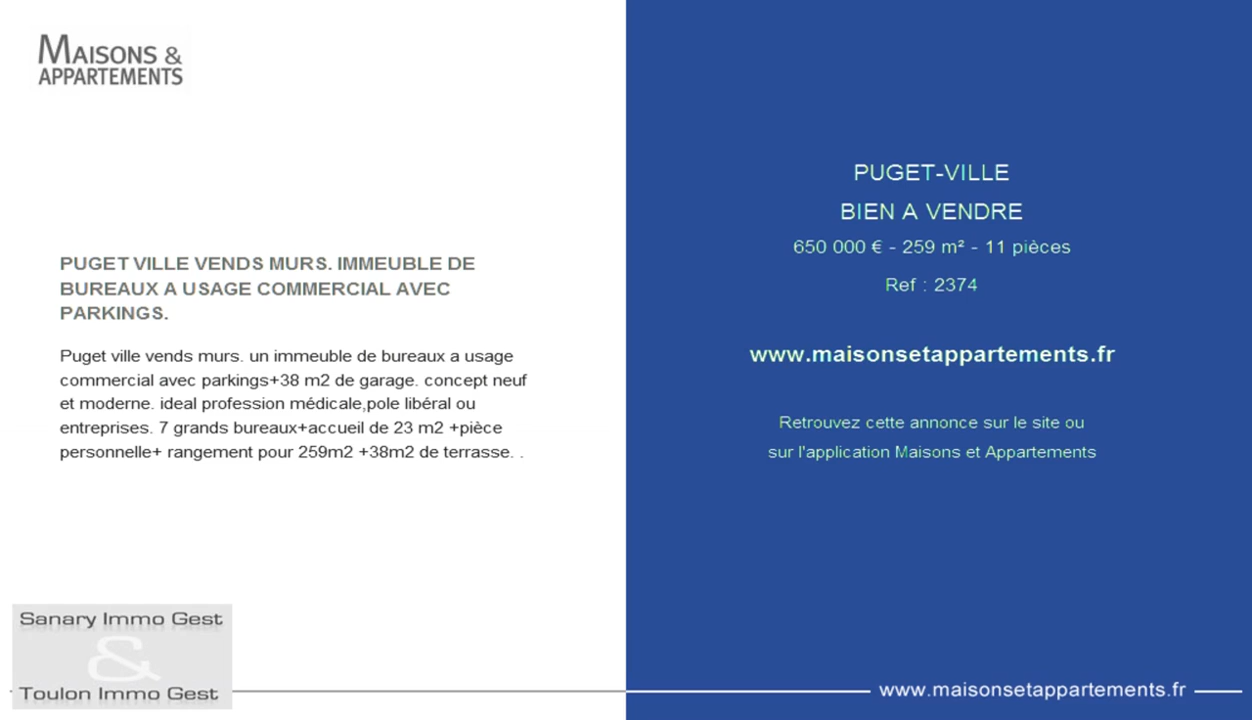 MAISONS &
APPARTEMENTS
PUGET VILLE VENDS MURS. IMMEUBLE DE
BUREAUX A USAGE COMMERCIAL AVEC
PARKINGS.
Puget ville vends murs. un immeuble de bureaux a usage
commercial avec parkings+38 m2 de garage. concept neuf
et moderne. ideal profession médicale,pole libéral ou
entreprises. 7 grands bureaux+accueil de 23 m2 +pièce
personnelle+ rangement pour 259m2 +38m2 de terrasse. .
Sanary Immo Gest
&
Toulon Immo Gest
PUGET-VILLE
BIEN A VENDRE
650 000 € - 259 m² - 11 pièces
Ref : 2374
www.maisonsetappartements.fr
Retrouvez cette annonce sur le site ou
sur l'application Maisons et Appartements
www.maisonsetappartements.fr